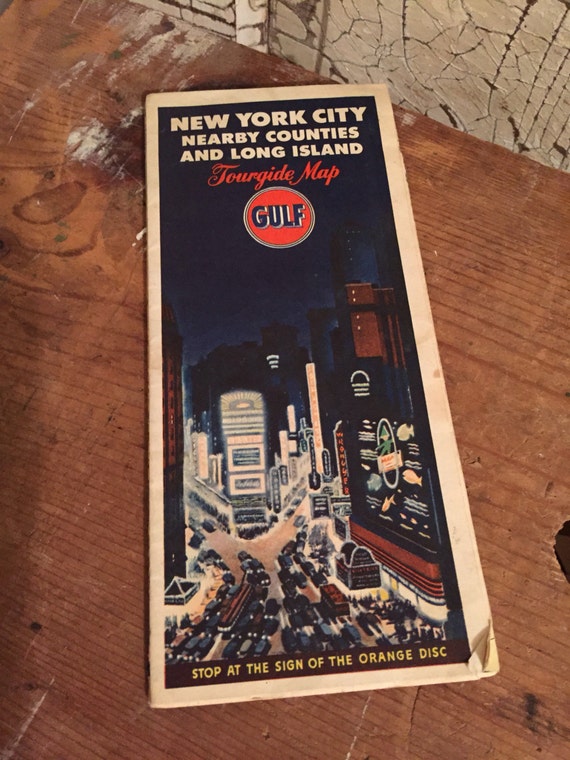 NEW YORK CITY
NEARBY COUNTIES
AND LONG ISLAND
Tourgide Map
GULF
STOP AT THE SIGN OF THE ORANGE DISC